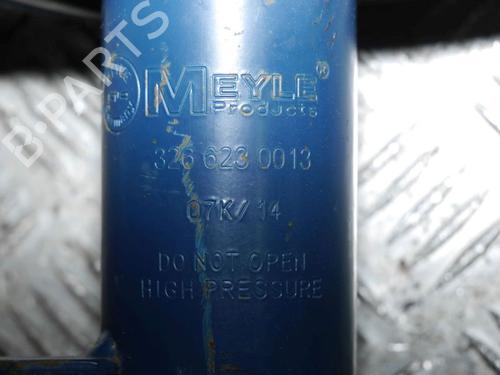 MEYLE®
Products
326 623 0013
07K/14
DO NOT OPEN
HIGH PRESSURE
B-PARTS